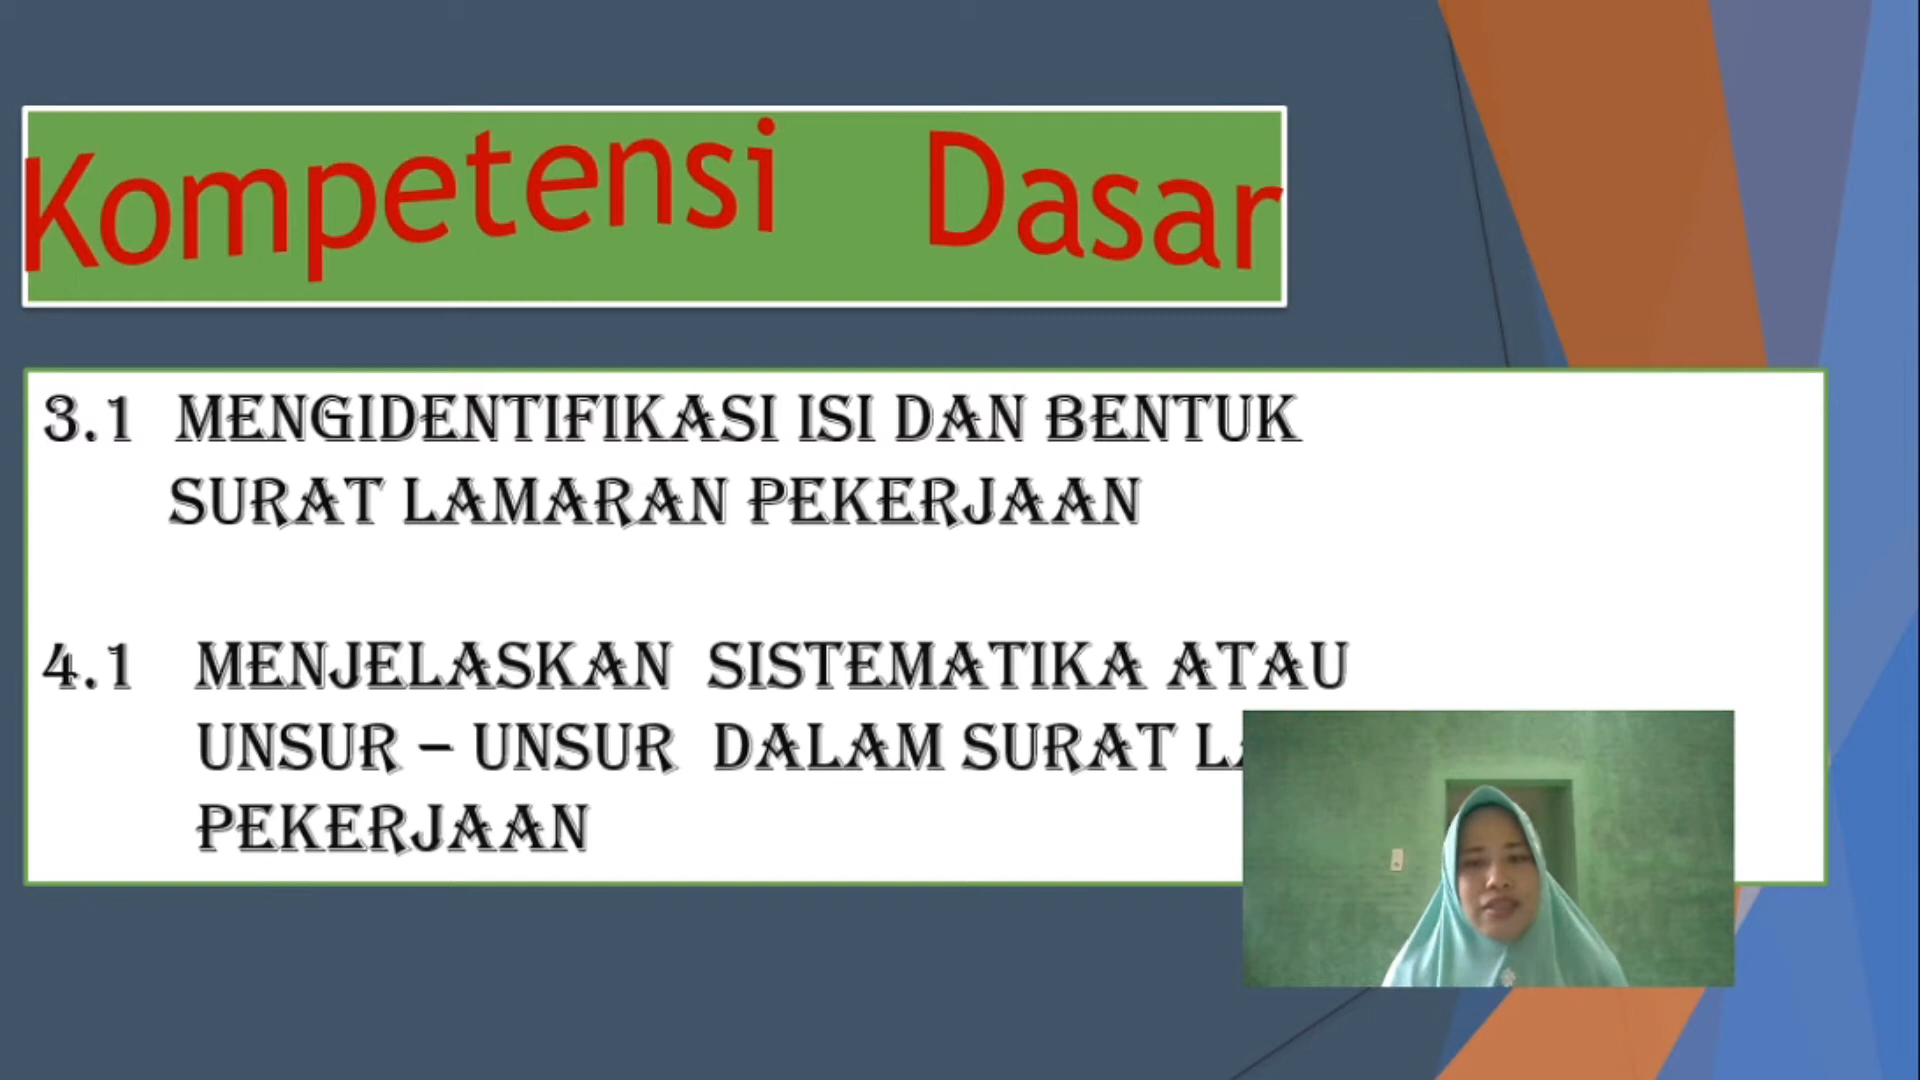 Kompetensi Dasar
3.1 MENGIDENTIFIKASI ISI DAN BENTUK
SURAT LAMARAN PEKERJAAN
4.1 MENJELASKAN SISTEMATIKA ATAU
UNSUR – UNSUR DALAM SURAT
PEKERJAAN